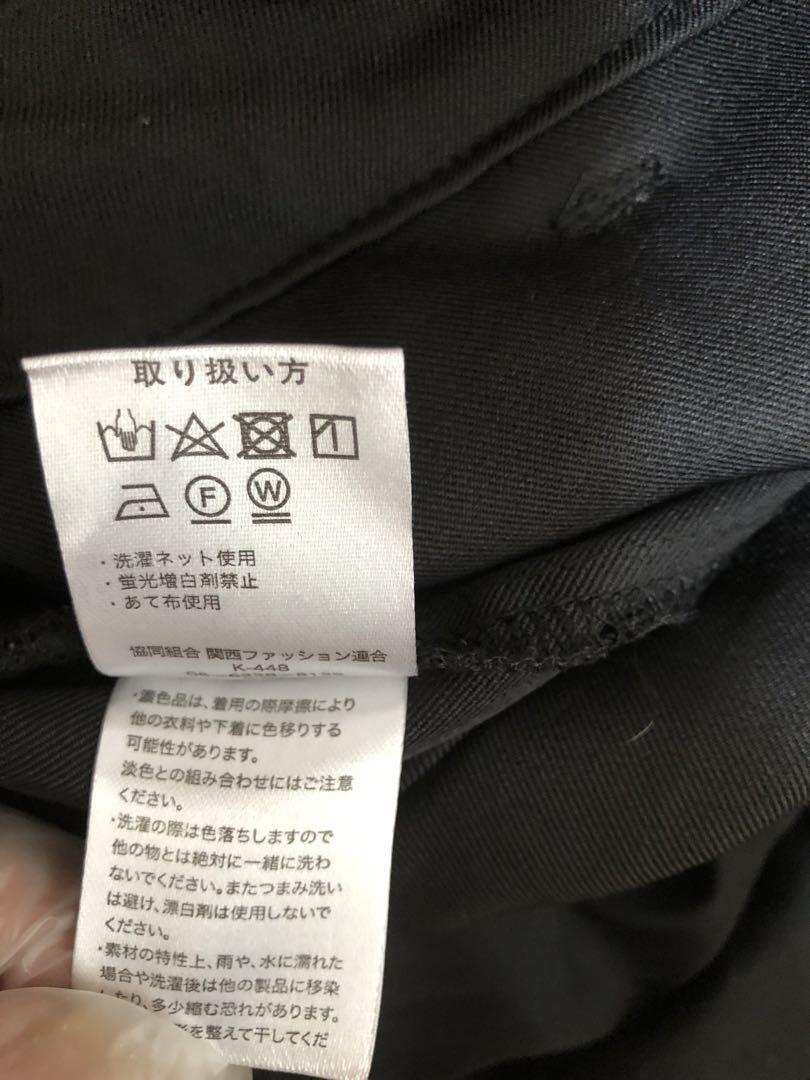 取り扱い方
F W
・洗濯ネット使用
・蛍光増白剤禁止
・あて布使用
協同組合 関西ファッション連合
K-448
・濃色品は、着用の際摩擦により
他の衣料や下着に色移りする
可能性があります。
淡色との組み合わせにはご注意
ください。
・洗濯の際は色落ちしますので
他の物とは絶対に一緒に洗わ
ないでください。またつまみ洗い
は避け、漂白剤は使用しないで
ください。
・素材の特性上、雨や、水に濡れた
場合や洗濯後は他の製品に移染
したり、多少縮む恐れがあります。
を整えて干してくだ